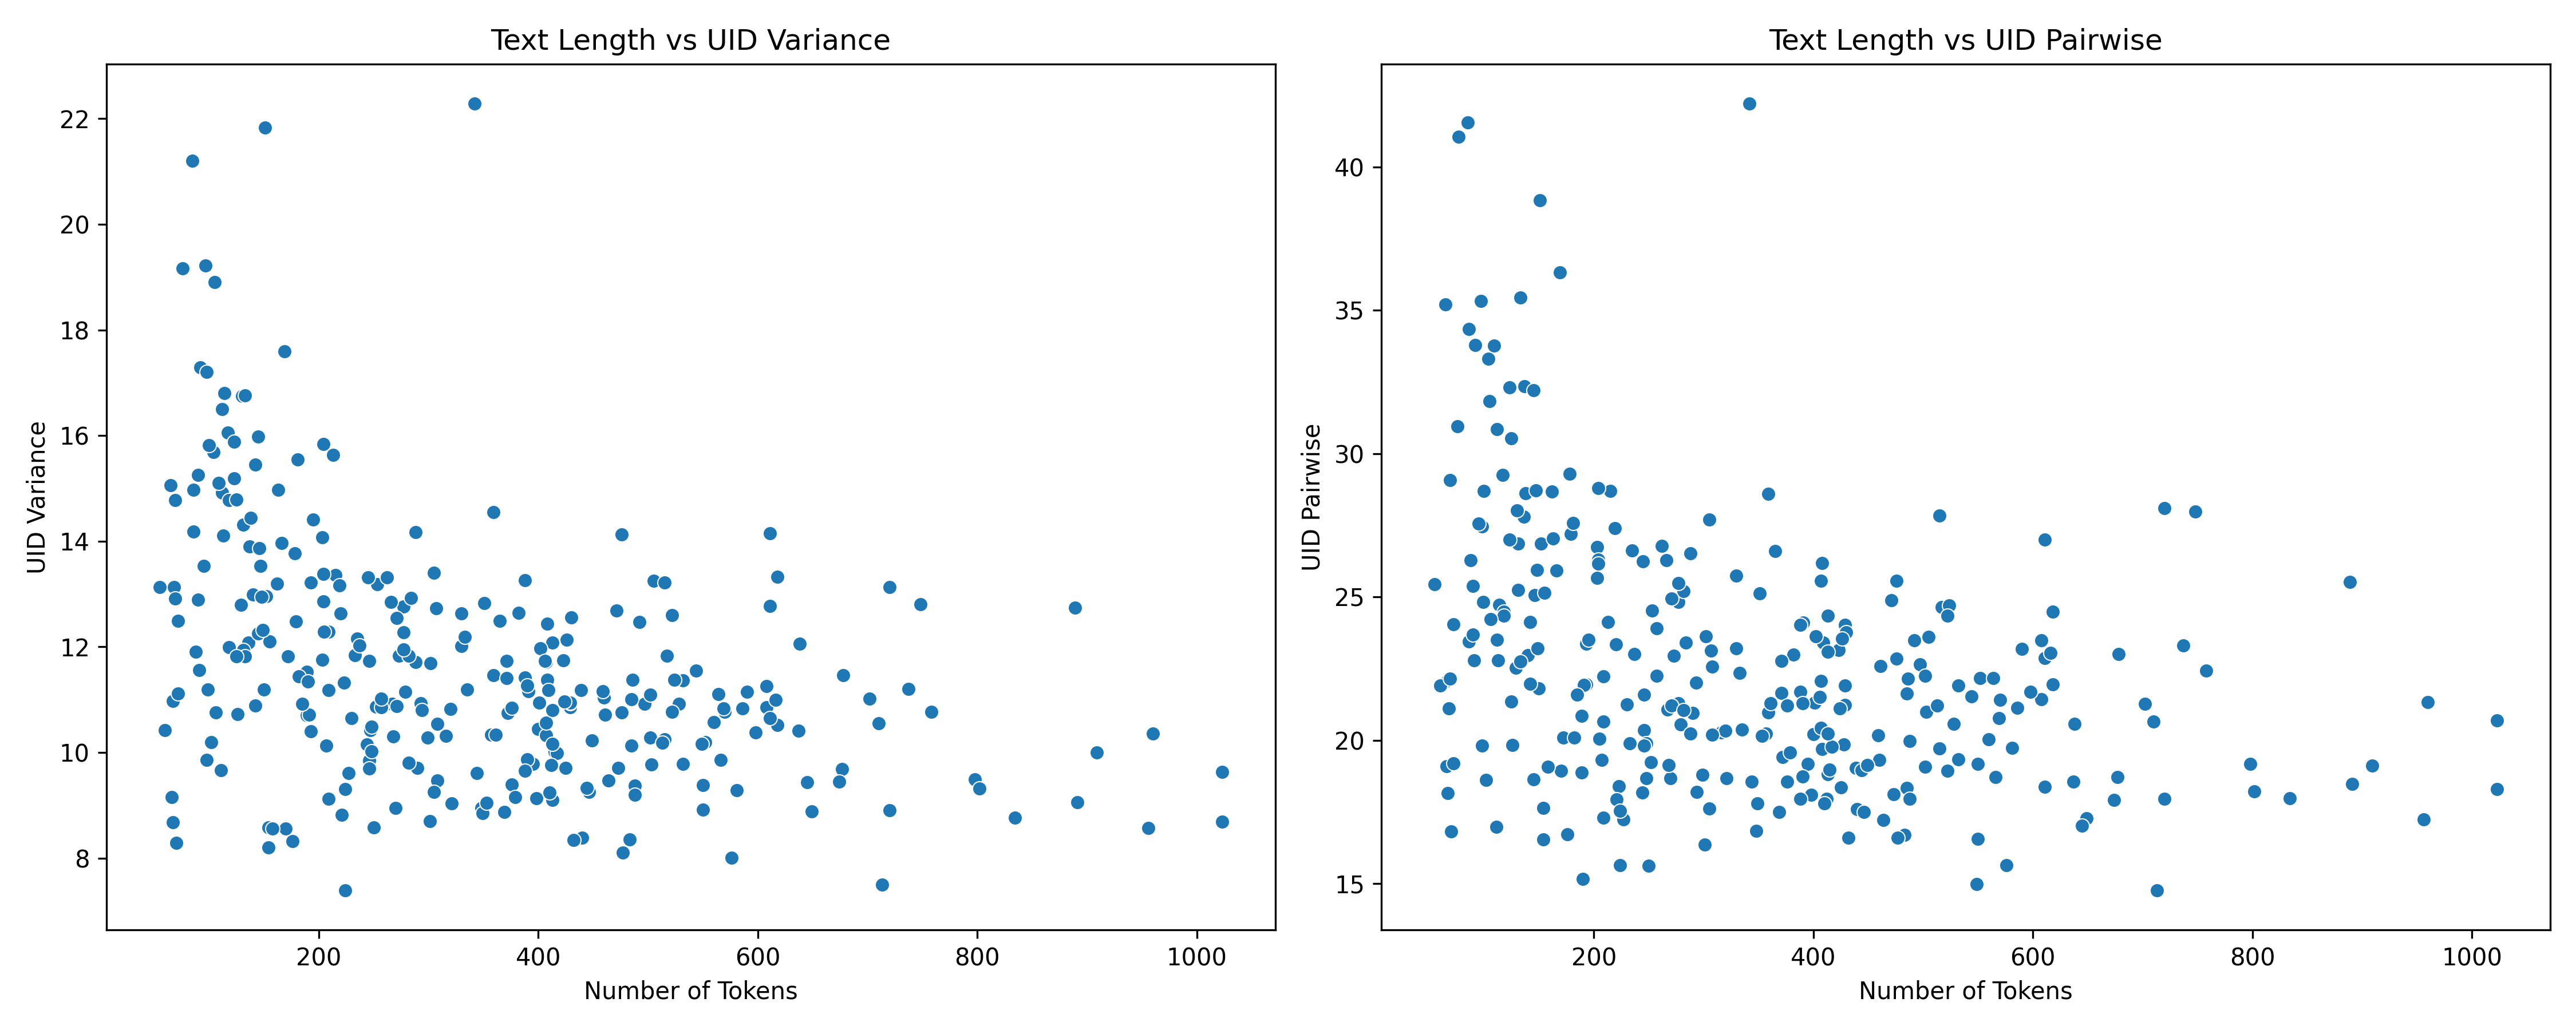 Text Length vs UID Variance
UID Variance
22
20
18
16
14
12
10
8
200 400 600 800 1000
Number of Tokens
Text Length vs UID Pairwise
UID Pairwise
40
35
30
25
20
15
200 400 600 800 1000
Number of Tokens